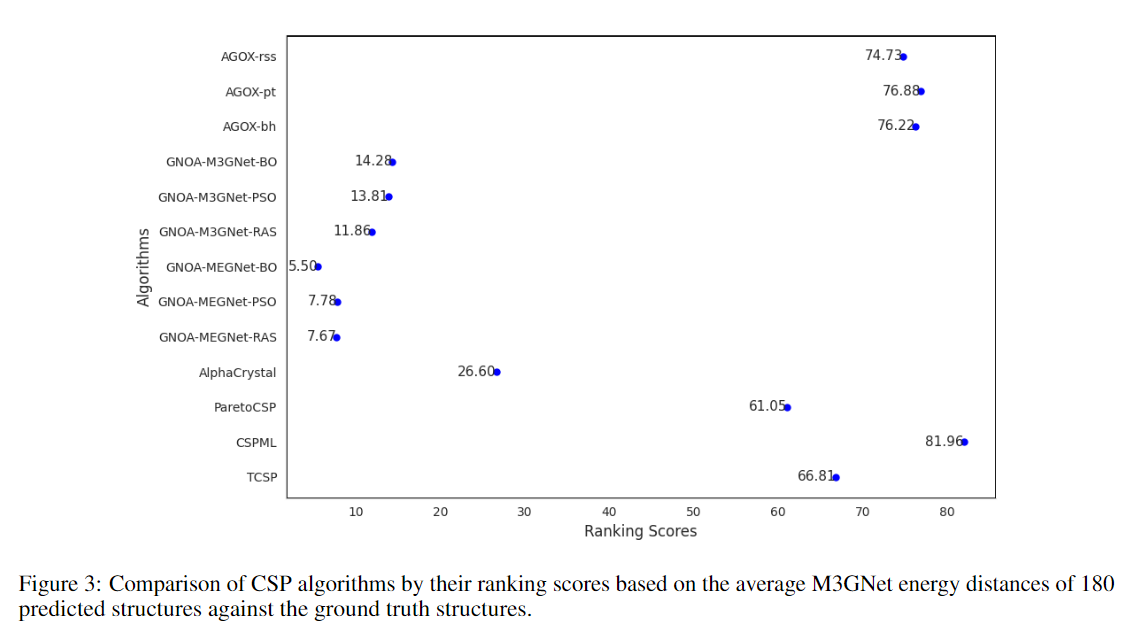 AGOX-rss 74.73
AGOX-pt 76.88
AGOX-bh 76.22
GNOA-M3GNet-BO 14.28
GNOA-M3GNet-PSO 13.81
GNOA-M3GNet-RAS 11.86
GNOA-MEGNet-BO 5.50
GNOA-MEGNet-PSO 7.78
GNOA-MEGNet-RAS 7.67
AlphaCrystal 26.60
ParetoCSP 61.05
CSPML 81.96
TCSP 66.81
Algorithms
10 20 30 40 50 60 70 80
Ranking Scores
Figure 3: Comparison of CSP algorithms by their ranking scores based on the average M3GNet energy distances of 180
predicted structures against the ground truth structures.